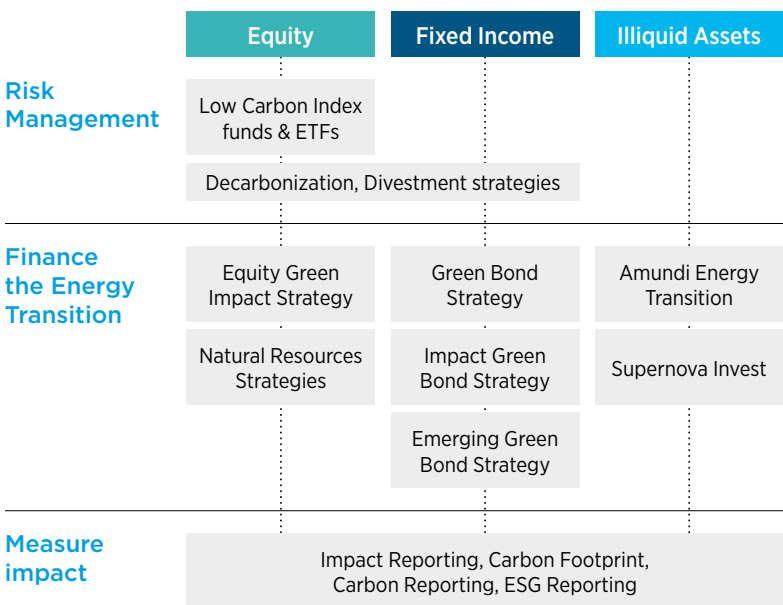 Equity
Fixed Income
Illiquid Assets
Risk
Management
Low Carbon Index
funds & ETFs
Decarbonization, Divestment strategies
Finance
the Energy
Transition
Equity Green
Impact Strategy
Green Bond
Strategy
Amundi Energy
Transition
Natural Resources
Strategies
Impact Green
Bond Strategy
Supernova Invest
Emerging Green
Bond Strategy
Measure
impact
Impact Reporting, Carbon Footprint,
Carbon Reporting, ESG Reporting